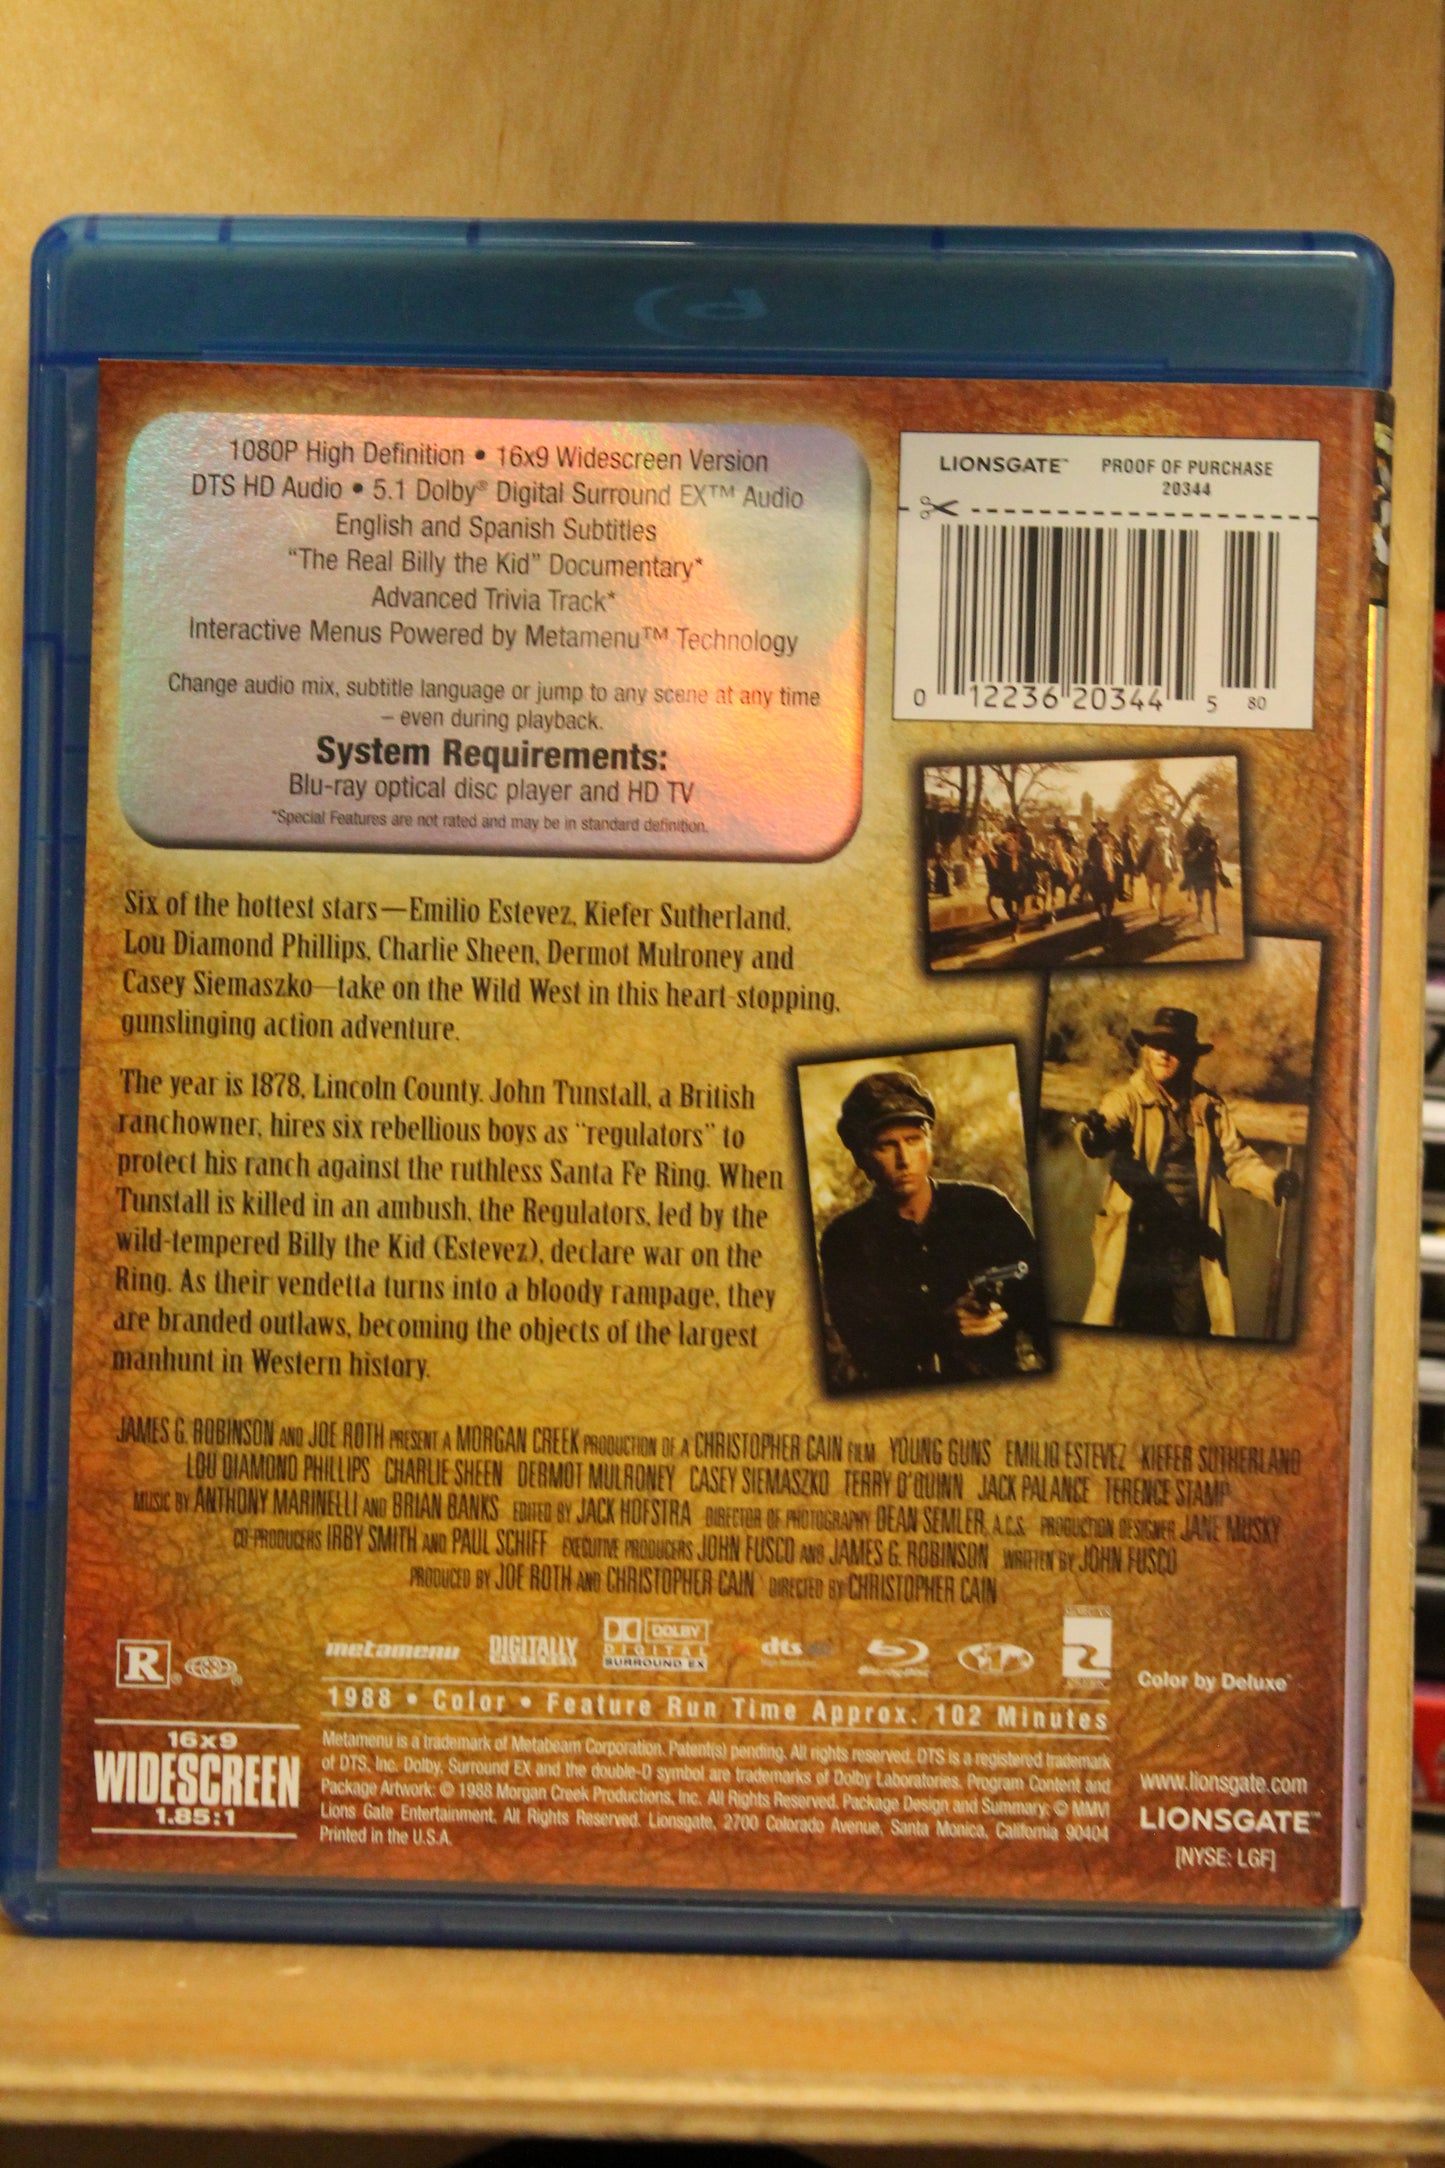 1080P High Definition • 16x9 Widescreen Version
DTS HD Audio • 5.1 Dolby® Digital Surround EX™ Audio
English and Spanish Subtitles
“The Real Billy the Kid” Documentary*
Advanced Trivia Track*
Interactive Menus Powered by Metamenu™ Technology
Change audio mix, subtitle language or jump to any scene at any time
– even during playback.
System Requirements:
Blu-ray optical disc player and HD TV
*Special Features are not rated and may be in standard definition.
LIONSGATE™ PROOF OF PURCHASE
20344
0 12236 20344 5 80
Six of the hottest stars—Emilio Estevez, Kiefer Sutherland,
Lou Diamond Phillips, Charlie Sheen, Dermot Mulroney and
Casey Siemaszko—take on the Wild West in this heart-stopping,
gunslinging action adventure.
The year is 1878, Lincoln County. John Tunstall, a British
ranchowner, hires six rebellious boys as “regulators” to
protect his ranch against the ruthless Santa Fe Ring. When
Tunstall is killed in an ambush, the Regulators, led by the
wild-tempered Billy the Kid (Estevez), declare war on the
Ring. As their vendetta turns into a bloody rampage, they
are branded outlaws, becoming the objects of the largest
manhunt in Western history.
JAMES G. ROBINSON AND JOE ROTH PRESENT A MORGAN CREEK PRODUCTION OF A CHRISTOPHER CAIN FILM YOUNG GUNS EMILIO ESTEVEZ KIEFER SUTHERLAND
LOU DIAMOND PHILLIPS CHARLIE SHEEN DERMOT MULRONEY CASEY SIEMASZKO TERRY O'QUINN JACK PALANCE TERENCE STAMP
MUSIC BY ANTHONY MARINELLI AND BRIAN BANKS EDITED BY JACK HOFSTRA DIRECTOR OF PHOTOGRAPHY DEAN SEMLER, A.C.S. PRODUCTION DESIGNER JANE MUSKY
CO-PRODUCERS IRBY SMITH AND PAUL SCHIFF EXECUTIVE PRODUCERS JOHN FUSCO AND JAMES G. ROBINSON WRITTEN BY JOHN FUSCO
PRODUCED BY JOE ROTH AND CHRISTOPHER CAIN DIRECTED BY CHRISTOPHER CAIN
R
metamenu
DIGITALLY
DOLBY
DIGITAL
SURROUND EX
dts
Color by Deluxe®
1988 • Color • Feature Run Time Approx. 102 Minutes
16x9
WIDESCREEN
1.85:1
Metamenu is a trademark of Metabeam Corporation. Patent(s) pending. All rights reserved. DTS is a registered trademark
of DTS, Inc. Dolby, Surround EX and the double-D symbol are trademarks of Dolby Laboratories. Program Content and
Package Artwork: © 1988 Morgan Creek Productions, Inc. All Rights Reserved. Package Design and Summary: © MMVI
Lions Gate Entertainment. All Rights Reserved. Lionsgate, 2700 Colorado Avenue, Santa Monica, California 90404
Printed in the U.S.A.
www.lionsgate.com
LIONSGATE™
[NYSE: LGF]